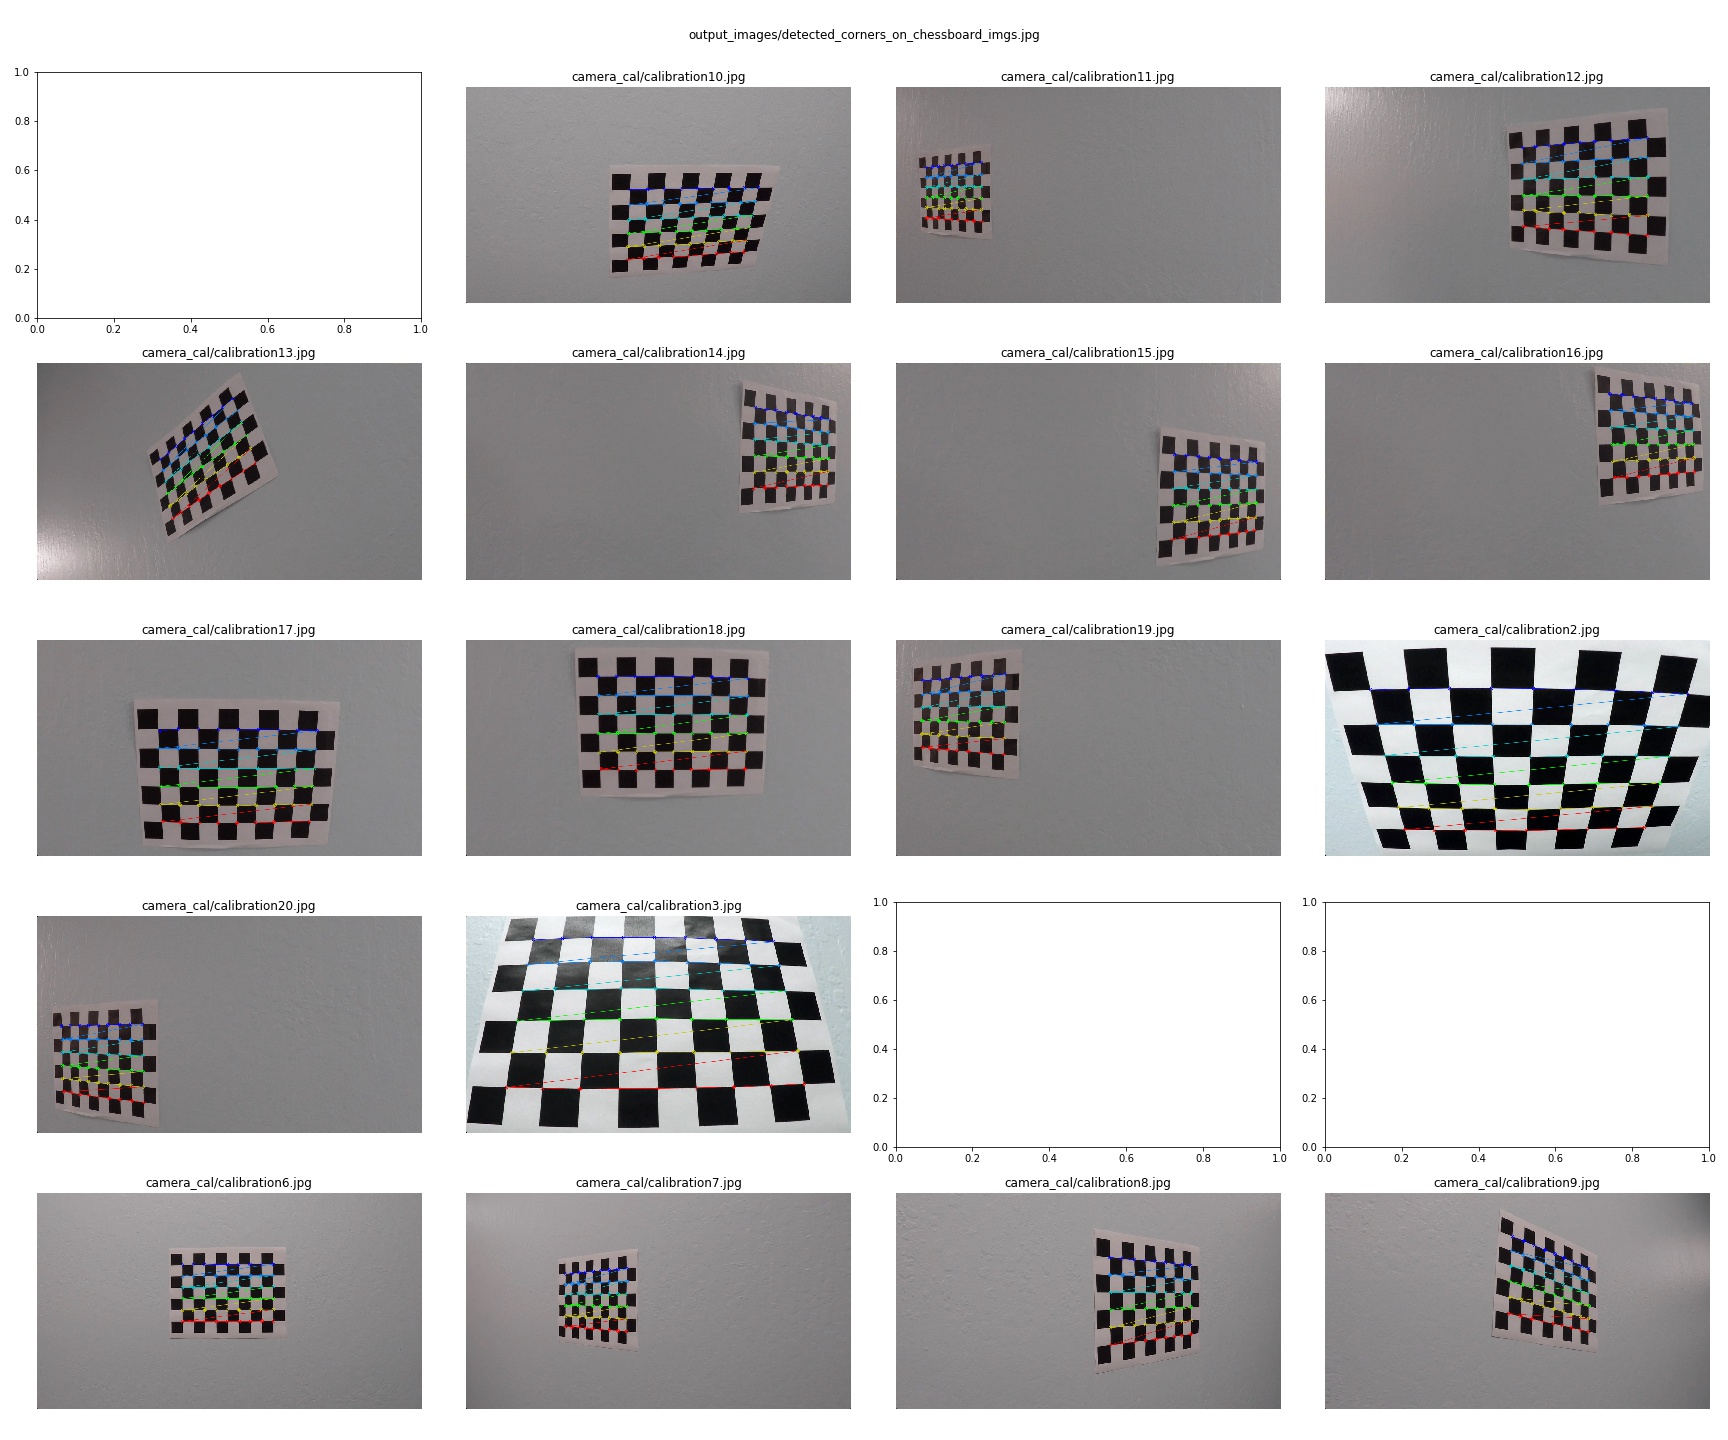 output_images/detected_corners_on_chessboard_imgs.jpg
1.0
0.8
0.6
0.4
0.2
0.0
0.0 0.2 0.4 0.6 0.8 1.0
camera_cal/calibration10.jpg
camera_cal/calibration11.jpg
camera_cal/calibration12.jpg
camera_cal/calibration13.jpg
camera_cal/calibration14.jpg
camera_cal/calibration15.jpg
camera_cal/calibration16.jpg
camera_cal/calibration17.jpg
camera_cal/calibration18.jpg
camera_cal/calibration19.jpg
camera_cal/calibration2.jpg
camera_cal/calibration20.jpg
camera_cal/calibration3.jpg
1.0
0.8
0.6
0.4
0.2
0.0
0.0 0.2 0.4 0.6 0.8 1.0
1.0
0.8
0.6
0.4
0.2
0.0
0.0 0.2 0.4 0.6 0.8 1.0
camera_cal/calibration6.jpg
camera_cal/calibration7.jpg
camera_cal/calibration8.jpg
camera_cal/calibration9.jpg